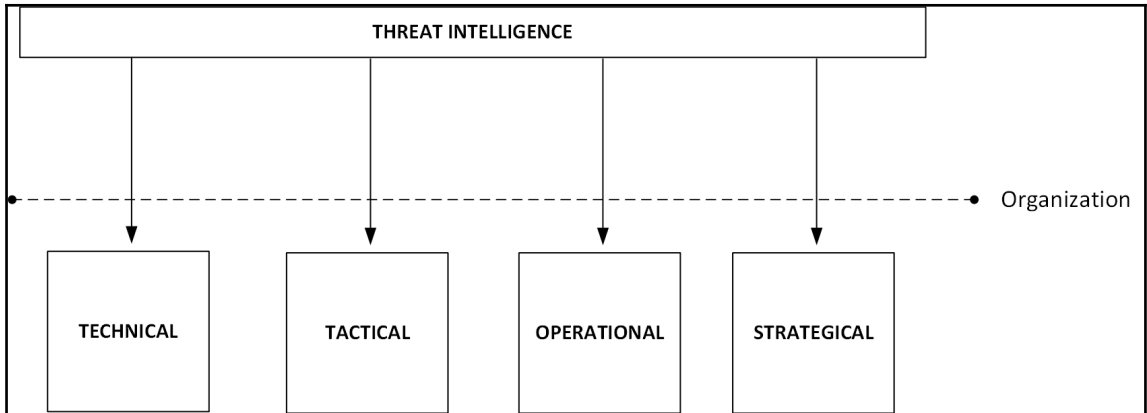 THREAT INTELLIGENCE
Organization
TECHNICAL
TACTICAL
OPERATIONAL
STRATEGICAL